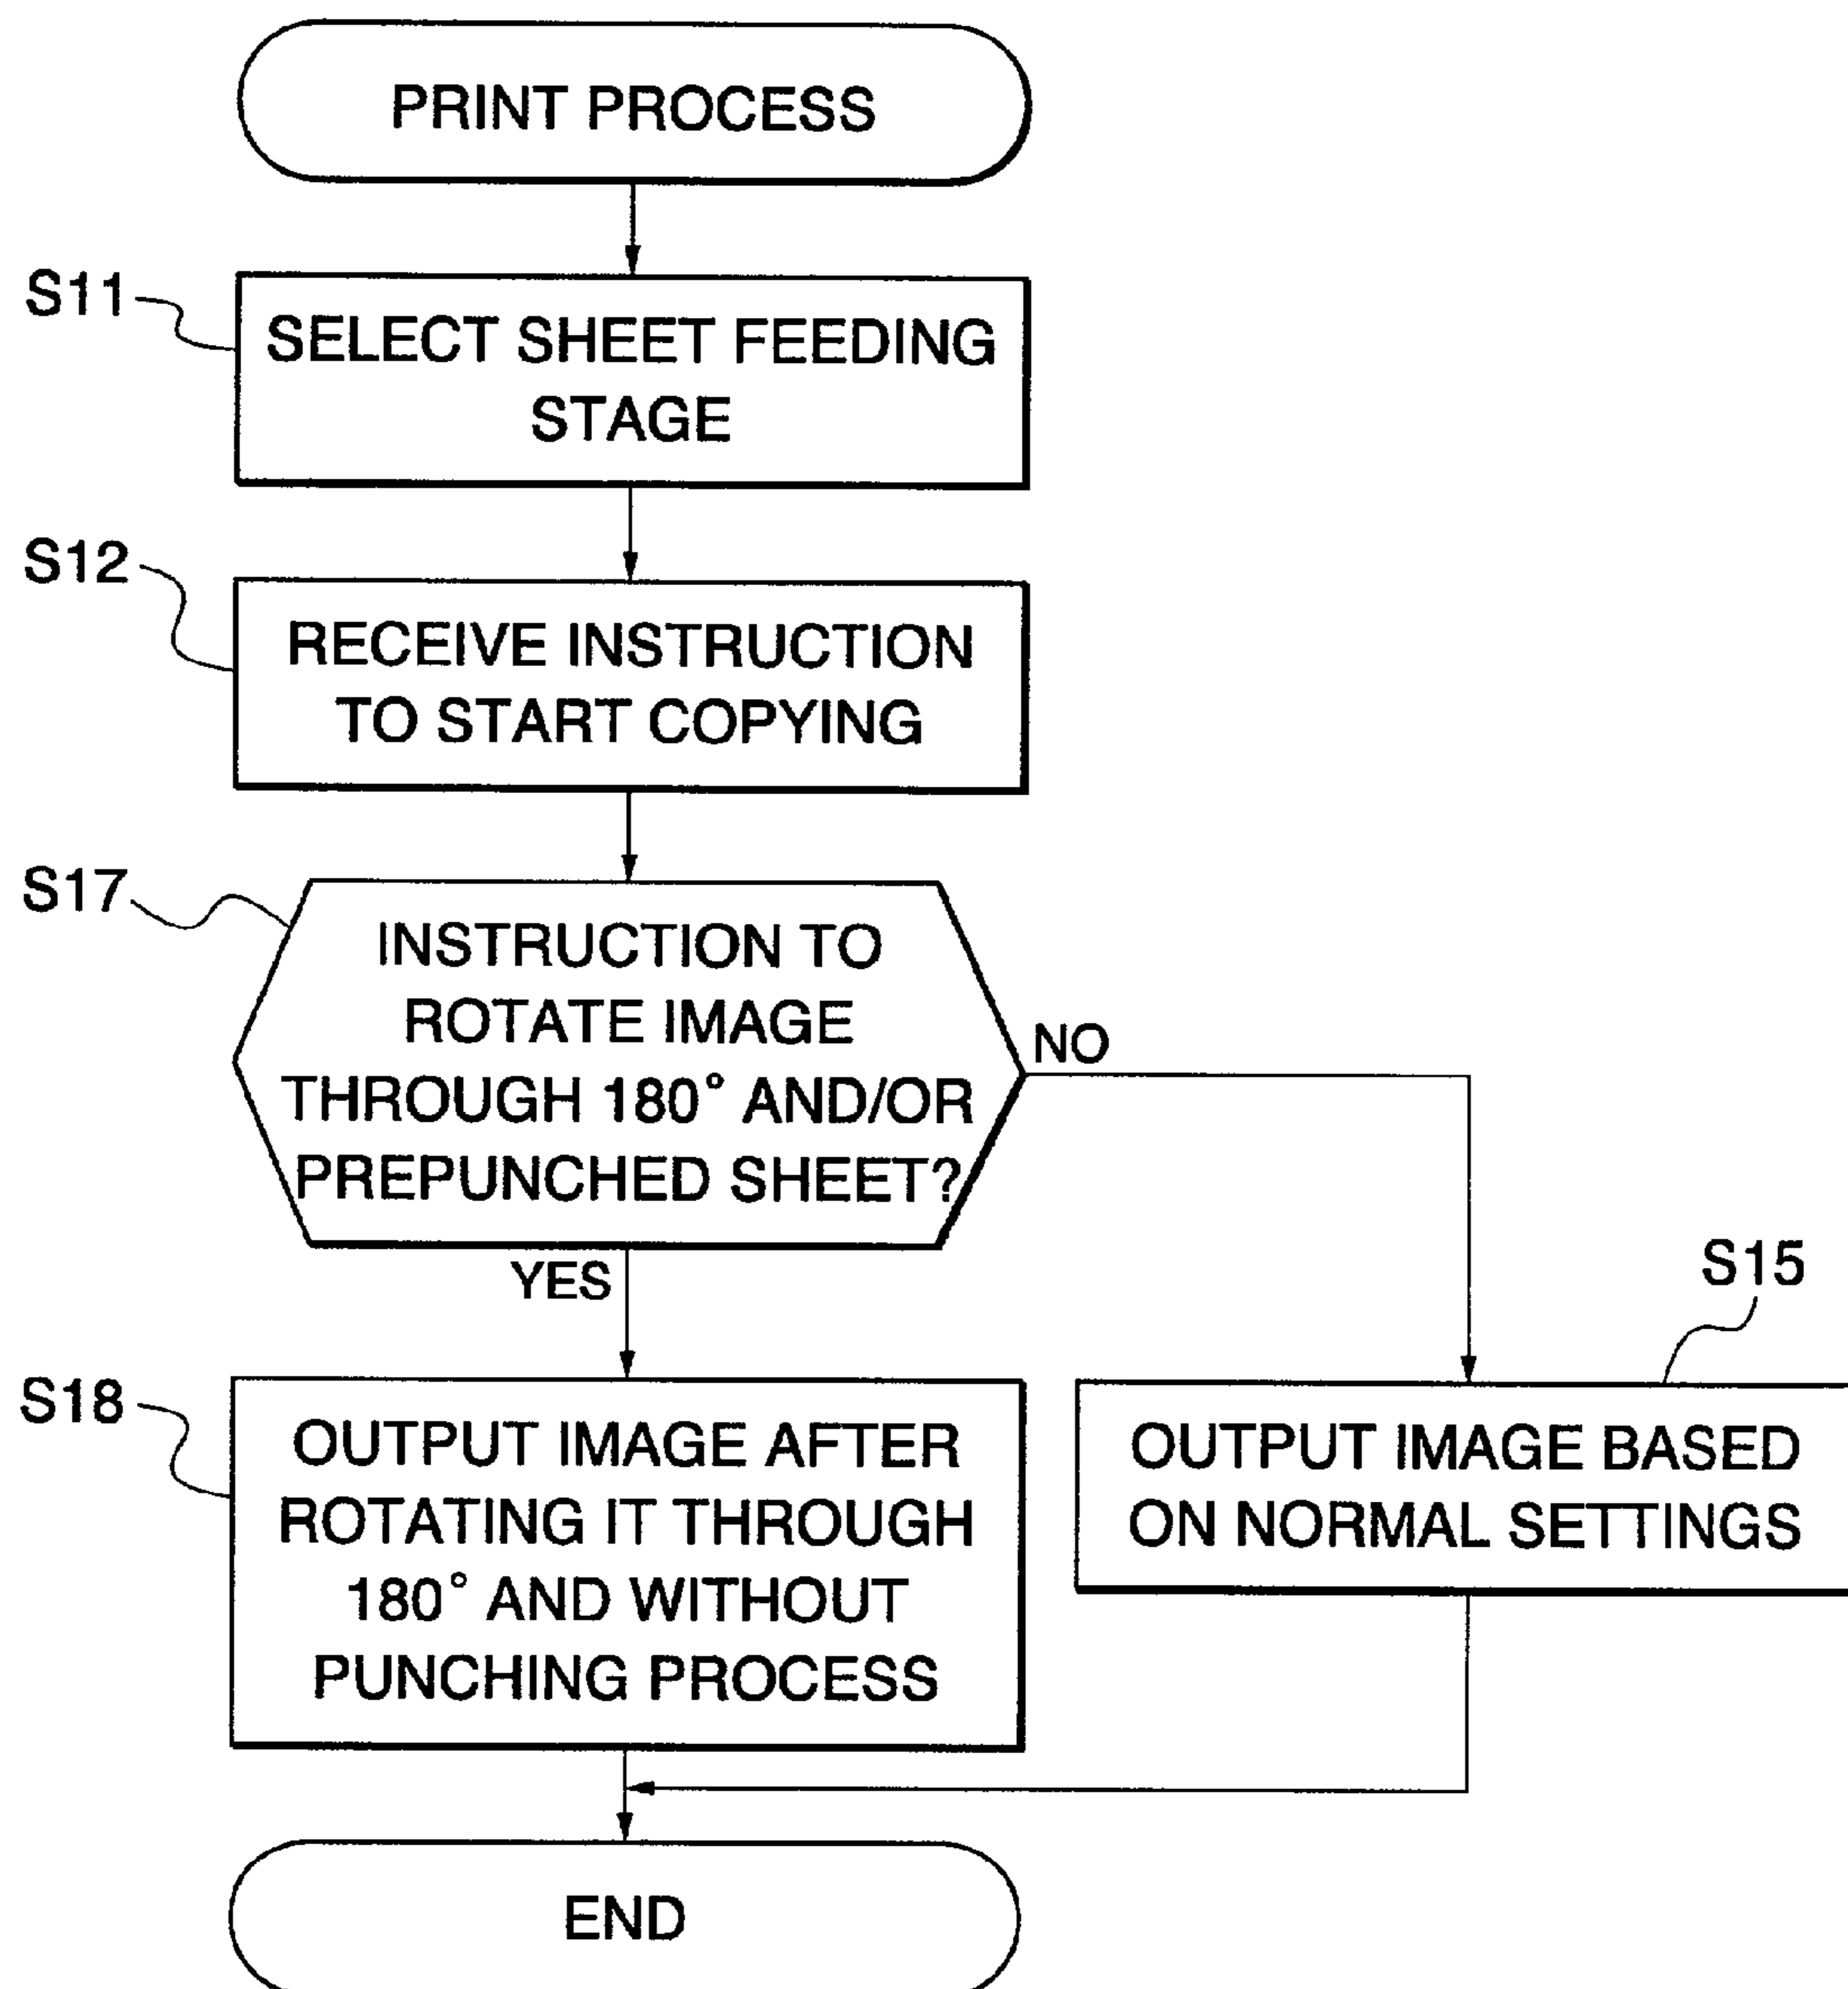 PRINT PROCESS
S11
SELECT SHEET FEEDING
STAGE
S12
RECEIVE INSTRUCTION
TO START COPYING
S17
INSTRUCTION TO
ROTATE IMAGE
THROUGH 180° AND/OR
PREPUNCHED SHEET?
NO
YES
S18
OUTPUT IMAGE AFTER
ROTATING IT THROUGH
180° AND WITHOUT
PUNCHING PROCESS
S15
OUTPUT IMAGE BASED
ON NORMAL SETTINGS
END